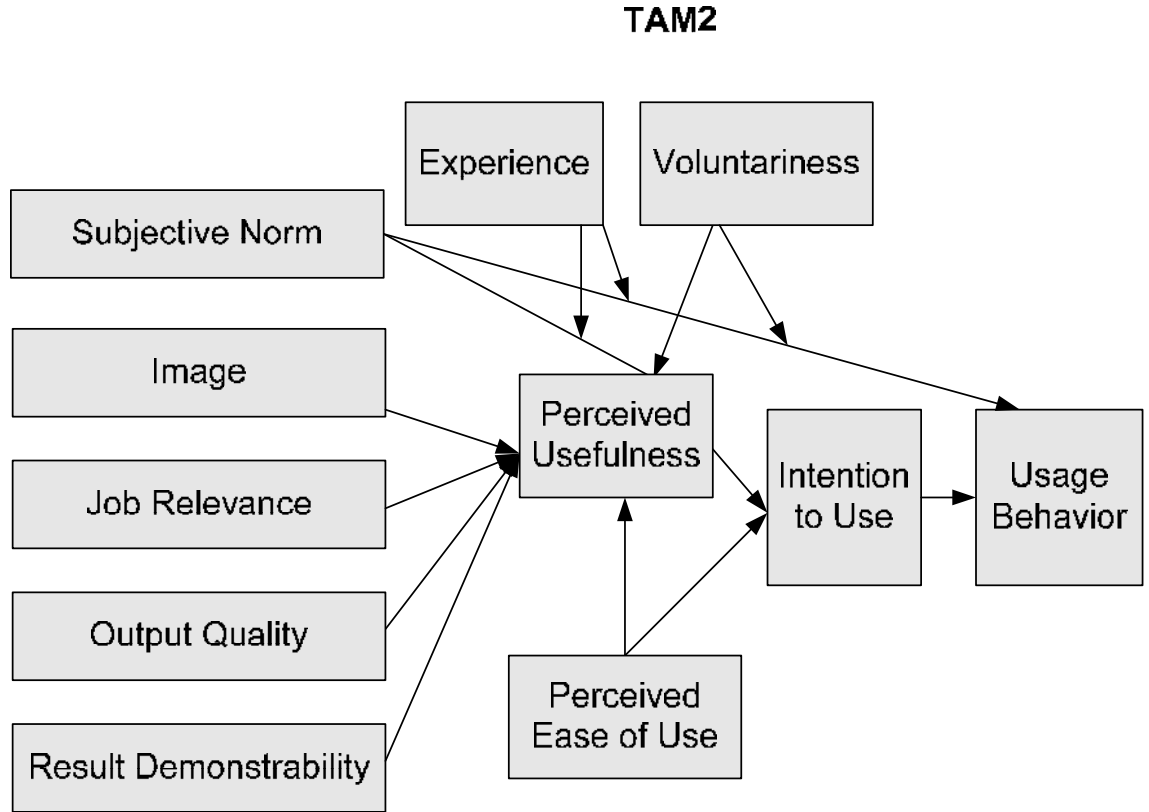 TAM2
Experience
Voluntariness
Subjective Norm
Image
Perceived
Usefulness
Job Relevance
Intention
to Use
Usage
Behavior
Output Quality
Perceived
Ease of Use
Result Demonstrability